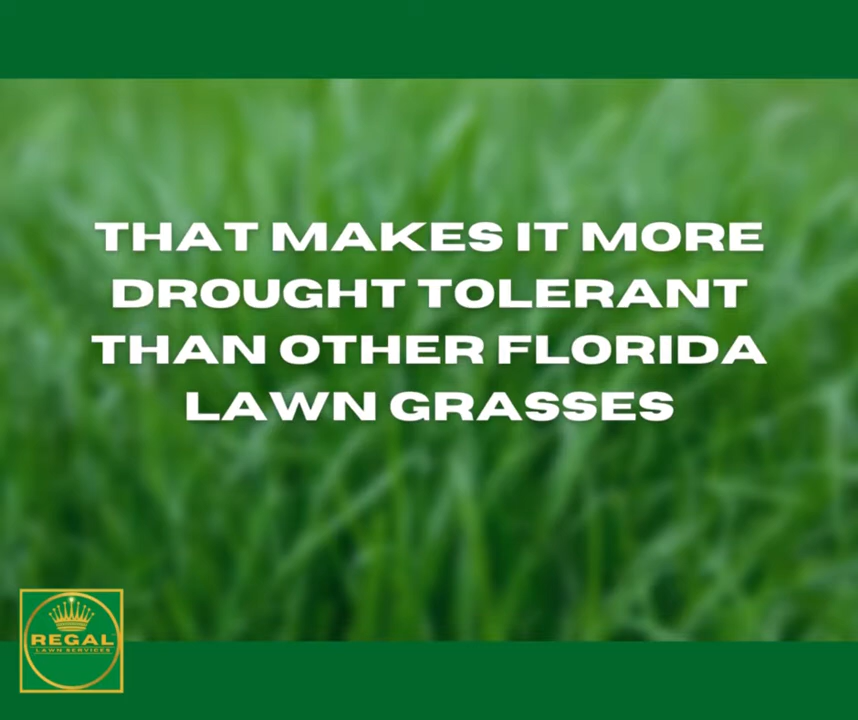 THAT MAKES IT MORE
DROUGHT TOLERANT
THAN OTHER FLORIDA
LAWN GRASSES
REGAL
LAWN SERVICES